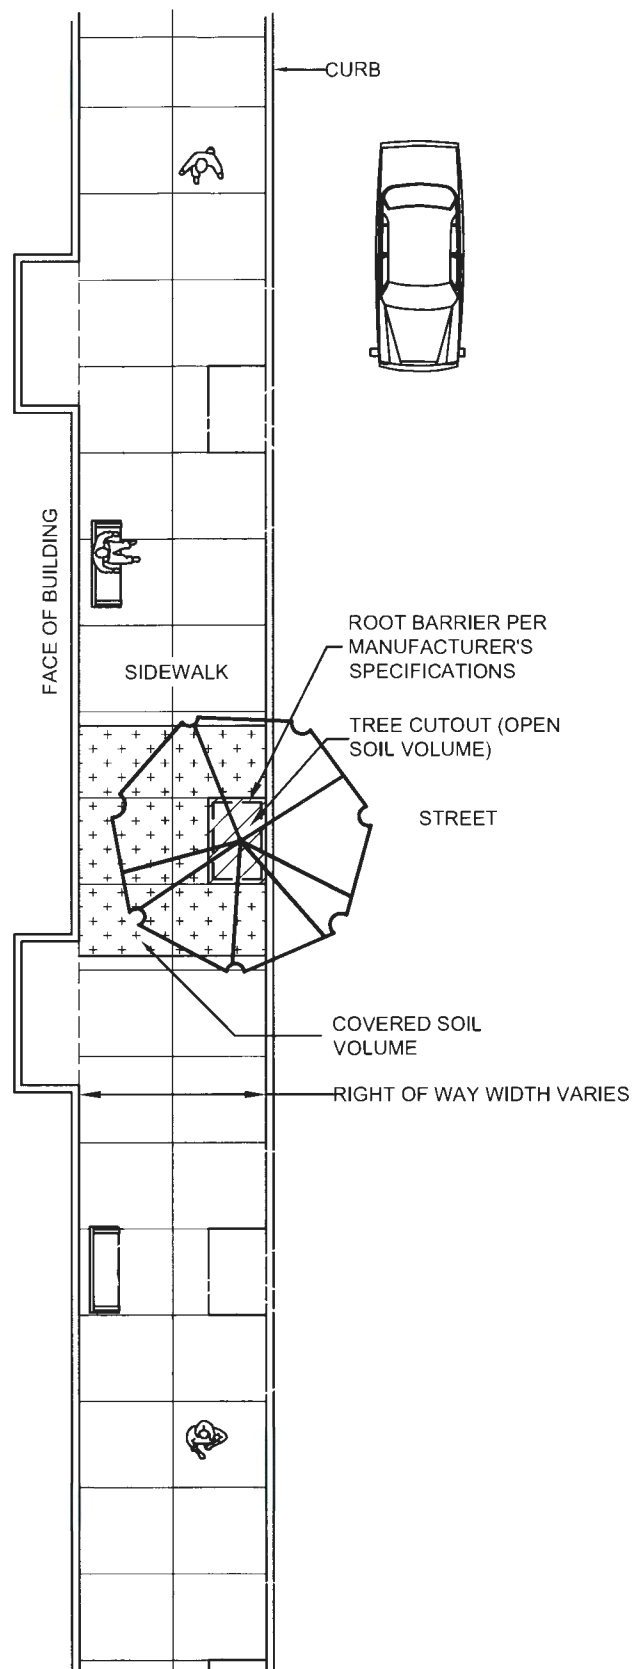 CURB
FACE OF BUILDING
ROOT BARRIER PER
MANUFACTURER'S
SPECIFICATIONS
SIDEWALK
TREE CUTOUT (OPEN
SOIL VOLUME)
STREET
COVERED SOIL
VOLUME
RIGHT OF WAY WIDTH VARIES